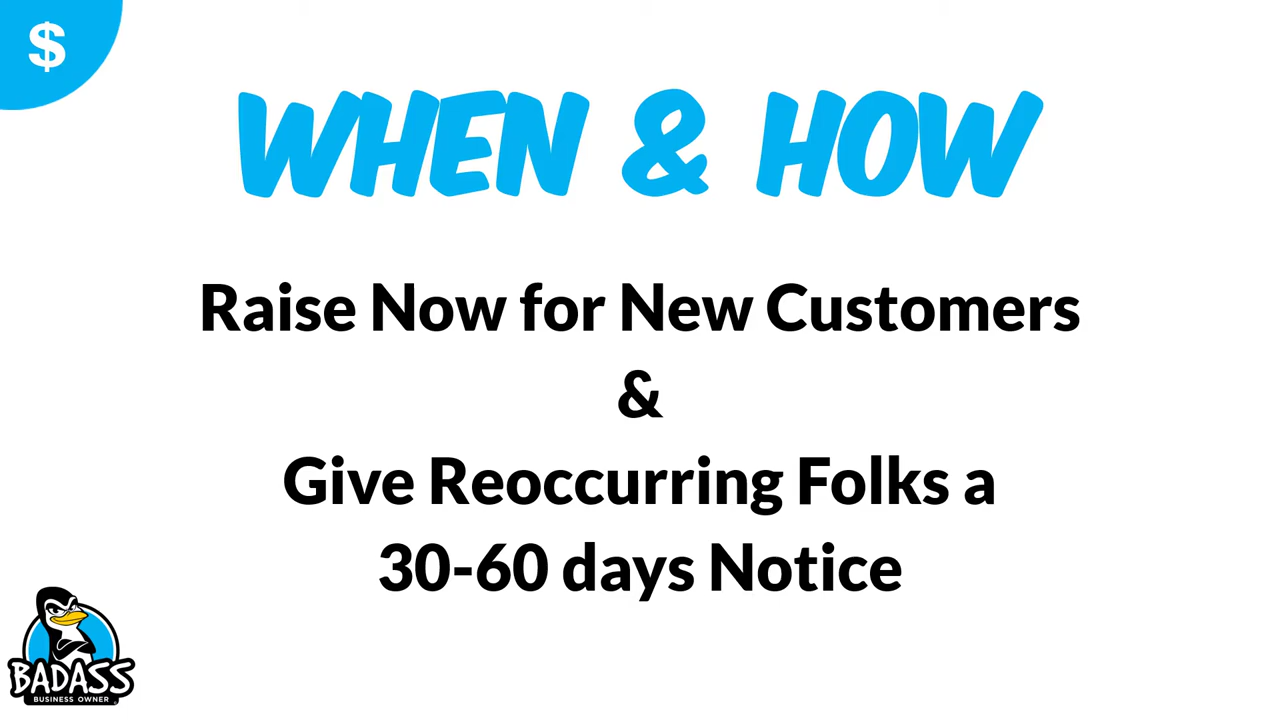 $
WHEN & HOW
Raise Now for New Customers
&
Give Reoccurring Folks a
30-60 days Notice
BADASS
BUSINESS OWNER